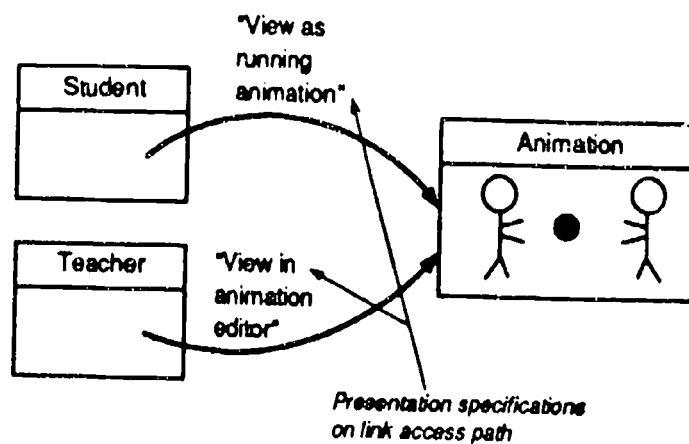 "View as
running
animation"
Student
Animation
Teacher
"View in
animation
editor"
Presentation specifications
on link access path